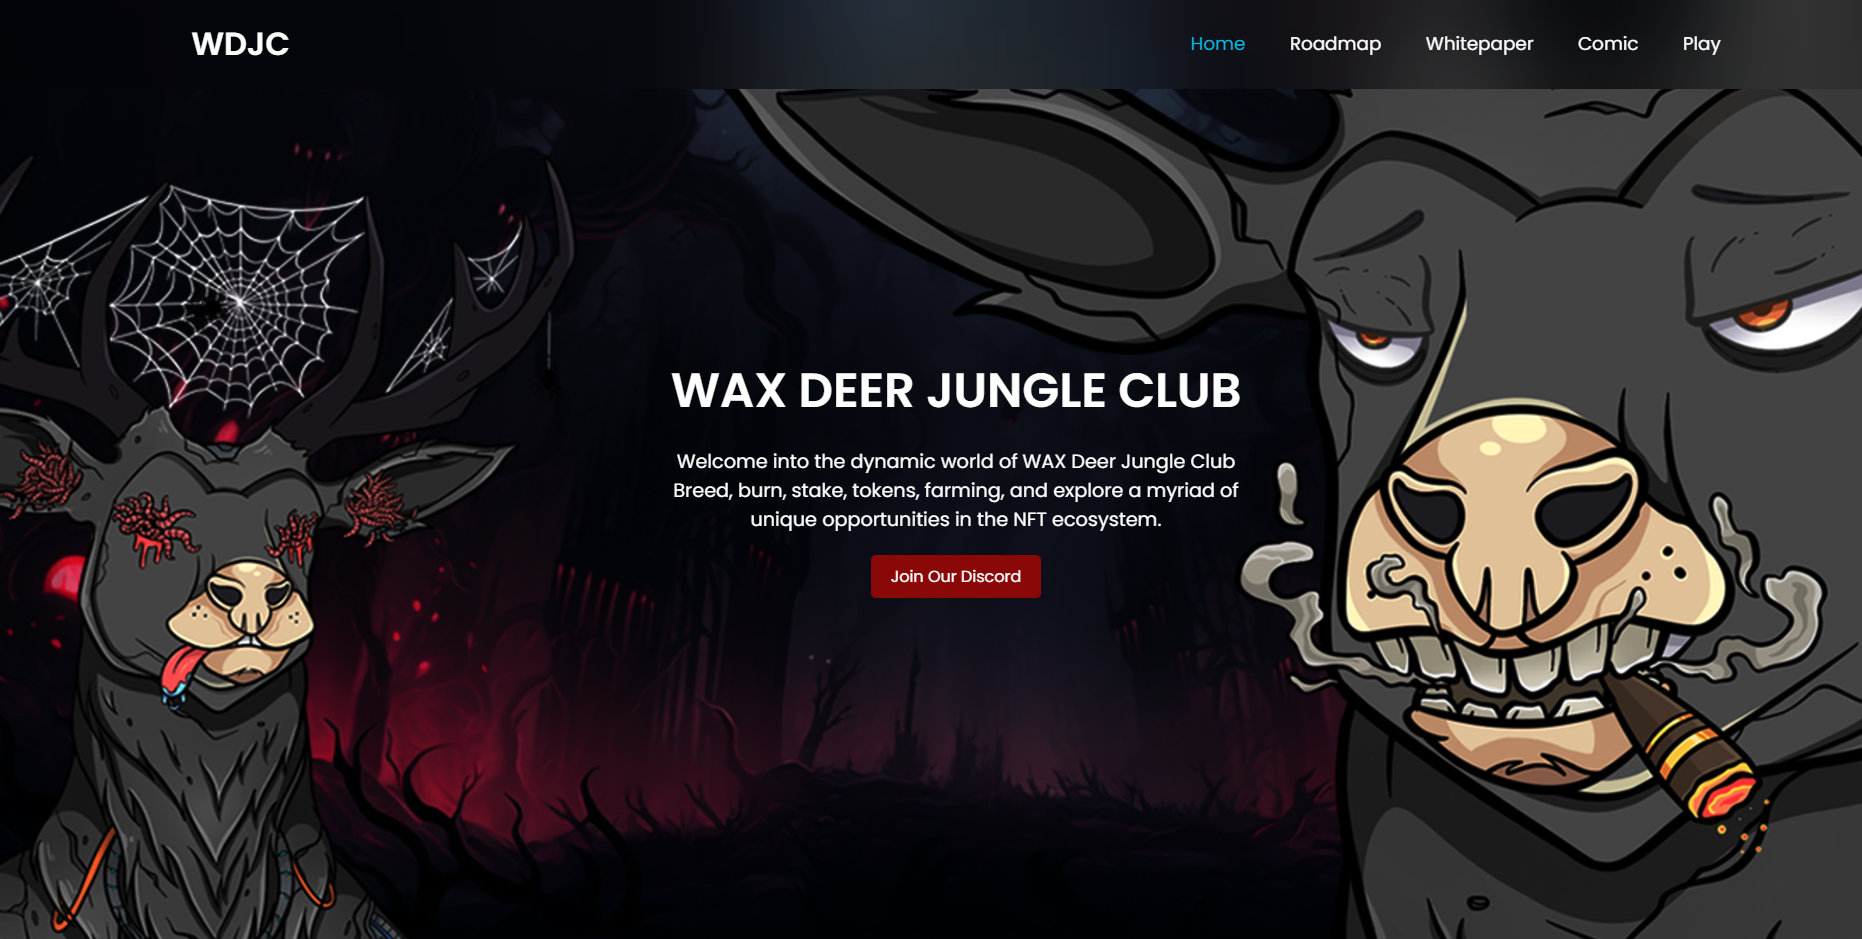 WDJC
Home
Roadmap
Whitepaper
Comic
Play
WAX DEER JUNGLE CLUB
Welcome into the dynamic world of WAX Deer Jungle Club
Breed, burn, stake, tokens, farming, and explore a myriad of
unique opportunities in the NFT ecosystem.
Join Our Discord